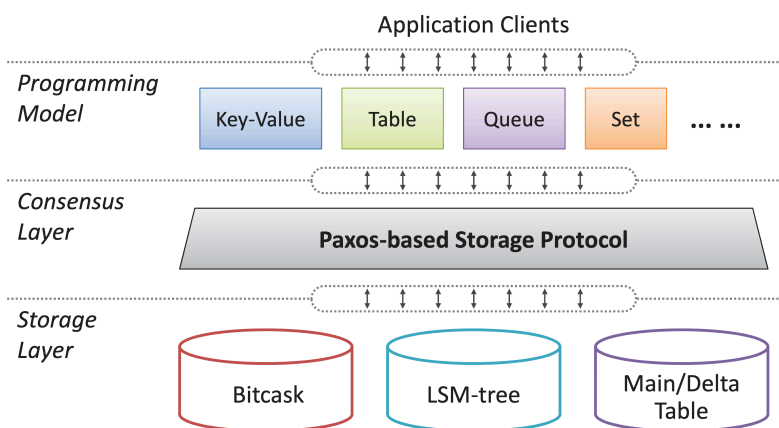 Application Clients
Programming
Model
Key-Value
Table
Queue
Set
... ...
Consensus
Layer
Paxos-based Storage Protocol
Storage
Layer
Bitcask
LSM-tree
Main/Delta
Table